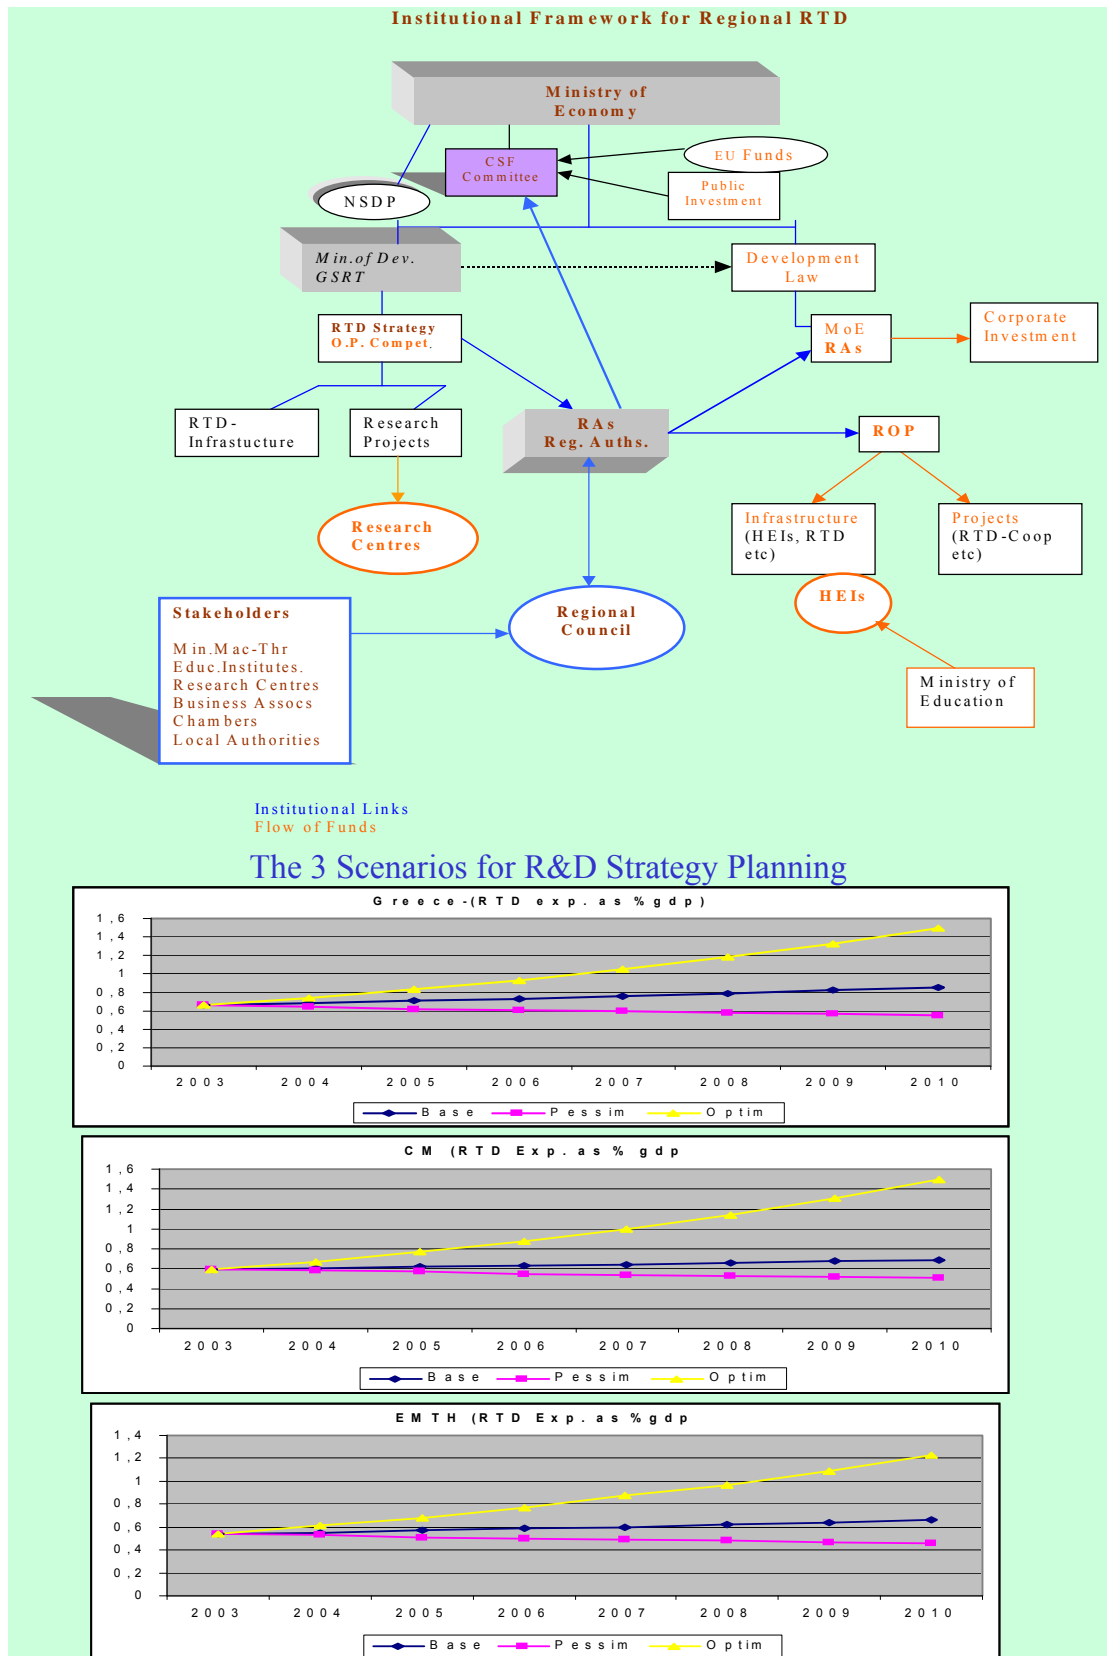 Institutional Framework for Regional RTD
Ministry of
Economy
CSF
Committee
EU Funds
Public
Investment
NSDP
Min.of Dev.
GSRT
Development
Law
RTD Strategy
O.P. Compet.
MoE
RAs
Corporate
Investment
RTD-
Infrastucture
Research
Projects
RAs
Reg. Auths.
ROP
Research
Centres
Infrastructure
(HEIs, RTD
etc)
Projects
(RTD-Coop
etc)
HEIs
Regional
Council
Stakeholders
Min.Mac-Thr
Educ.Institutes.
Research Centres
Business Assocs
Chambers
Local Authorities
Ministry of
Education
Institutional Links
Flow of Funds
The 3 Scenarios for R&D Strategy Planning
Greece-(RTD exp.as %gdp)
1,6
1,4
1,2
1
0,8
0,6
0,4
0,2
0
2003 2004 2005 2006 2007 2008 2009 2010
Base Pessim Optim
CM (RTD Exp.as % gdp
1,6
1,4
1,2
1
0,8
0,6
0,4
0,2
0
2003 2004 2005 2006 2007 2008 2009 2010
Base Pessim Optim
EMTH (RTD Exp.as %gdp
1,4
1,2
1
0,8
0,6
0,4
0,2
0
2003 2004 2005 2006 2007 2008 2009 2010
Base Pessim Optim